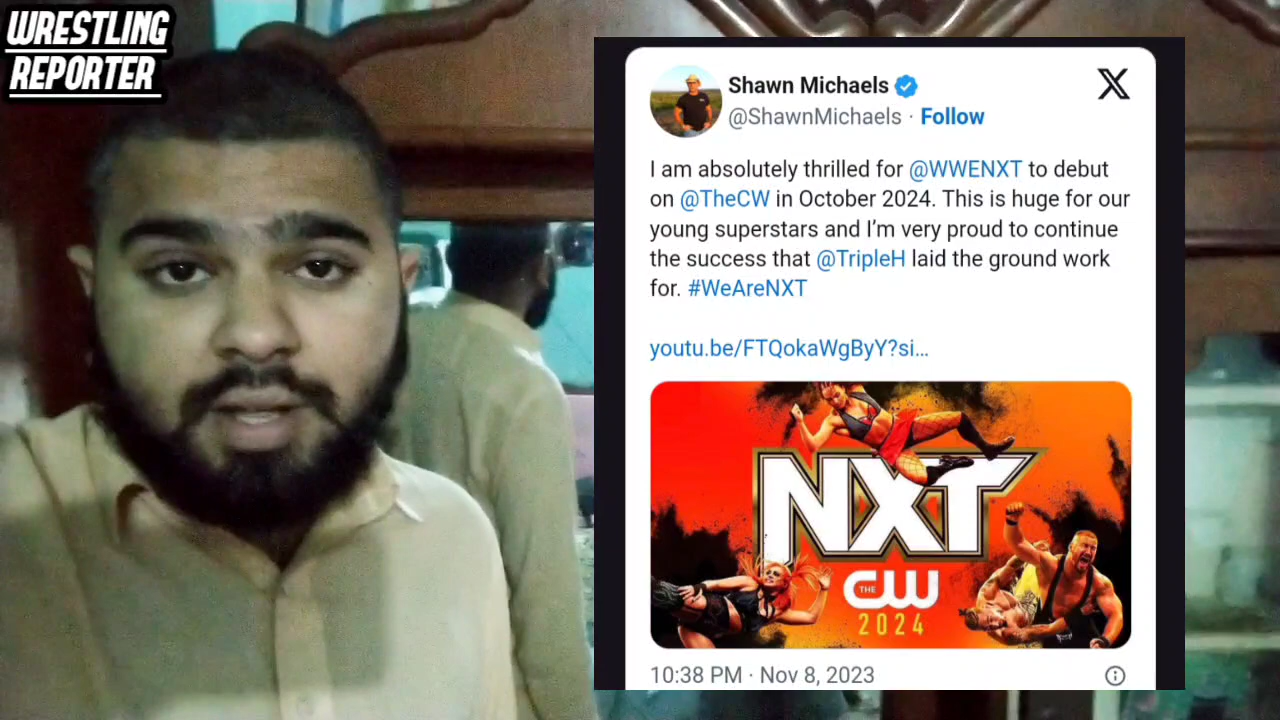 WRESTLING
REPORTER
Shawn Michaels
@ShawnMichaels · Follow
I am absolutely thrilled for @WWENXT to debut
on @TheCW in October 2024. This is huge for our
young superstars and I’m very proud to continue
the success that @TripleH laid the ground work
for. #WeAreNXT
youtu.be/FTQokaWgByY?si...
NXT
THE CW
2024
10:38 PM · Nov 8, 2023